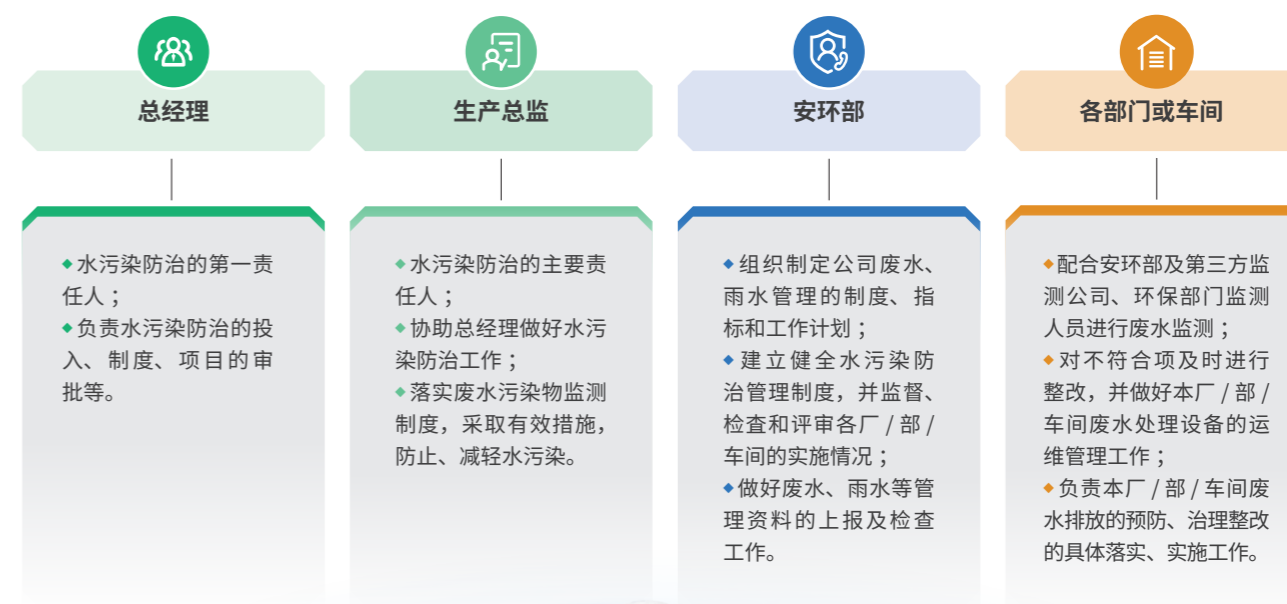 总经理
◆水污染防治的第一责
任人；
◆负责水污染防治的投
入、制度、项目的审
批等。
生产总监
◆水污染防治的主要责
任人；
◆协助总经理做好水污
染防治工作；
◆落实废水污染物监测
制度，采取有效措施，
防止、减轻水污染。
安环部
◆组织制定公司废水、
雨水管理的制度、指
标和工作计划；
◆建立健全水污染防
治管理制度，并监督、
检查和评审各厂 / 部 /
车间的实施情况；
◆做好废水、雨水等管
理资料的上报及检查
工作。
各部门或车间
◆配合安环部及第三方监
测公司、环保部门监测
人员进行废水监测；
◆对不符合项及时进行
整改，并做好本厂 / 部 /
车间废水处理设备的运
维管理工作；
◆负责本厂 / 部 / 车间废
水排放的预防、治理整改
的具体落实、实施工作。